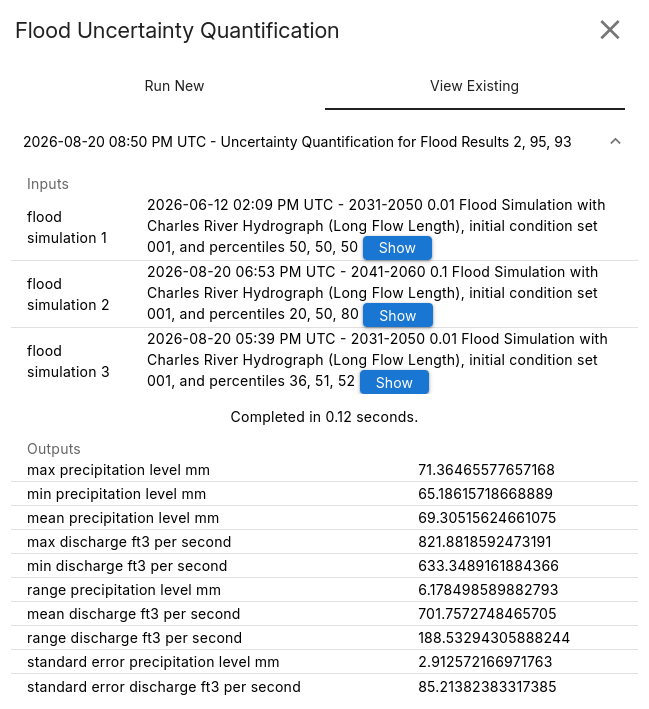 Flood Uncertainty Quantification
Run New
View Existing
2026-08-20 08:50 PM UTC - Uncertainty Quantification for Flood Results 2, 95, 93
Inputs
flood simulation 1
2026-06-12 02:09 PM UTC - 2031-2050 0.01 Flood Simulation with
Charles River Hydrograph (Long Flow Length), initial condition set
001, and percentiles 50, 50, 50 Show
flood simulation 2
2026-08-20 06:53 PM UTC - 2041-2060 0.1 Flood Simulation with
Charles River Hydrograph (Long Flow Length), initial condition set
001, and percentiles 20, 50, 80 Show
flood simulation 3
2026-08-20 05:39 PM UTC - 2031-2050 0.01 Flood Simulation with
Charles River Hydrograph (Long Flow Length), initial condition set
001, and percentiles 36, 51, 52 Show
Completed in 0.12 seconds.
Outputs
max precipitation level mm 71.36465577657168
min precipitation level mm 65.18615718668889
mean precipitation level mm 69.30515624661075
max discharge ft3 per second 821.8818592473191
min discharge ft3 per second 633.3489161884366
range precipitation level mm 6.178498589882793
mean discharge ft3 per second 701.7572748465705
range discharge ft3 per second 188.53294305888244
standard error precipitation level mm 2.912572166971763
standard error discharge ft3 per second 85.21382383317385